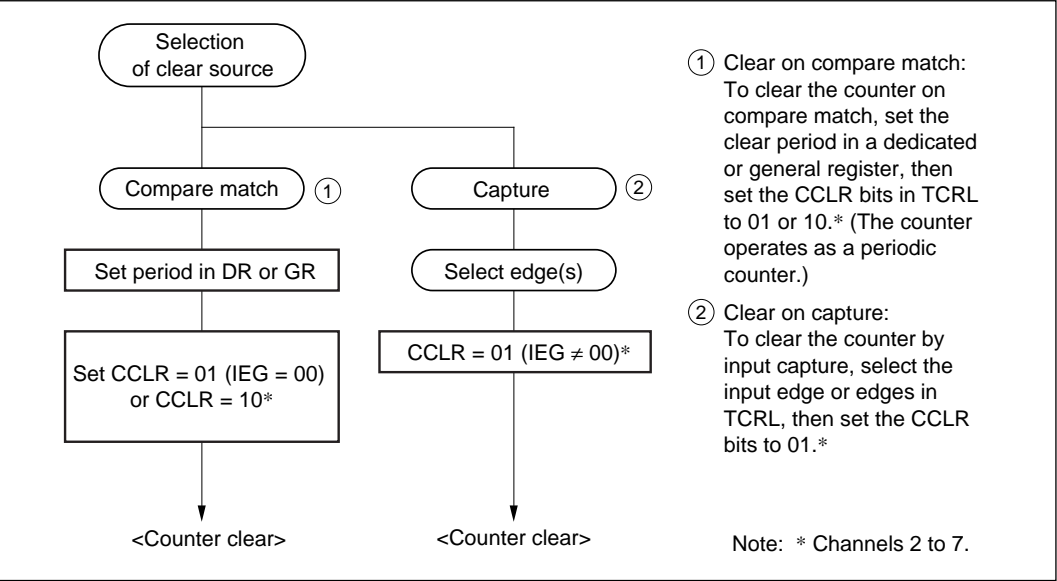 Selection
of clear source
Compare match
①
Capture
②
Set period in DR or GR
Select edge(s)
Set CCLR = 01 (IEG = 00)
or CCLR = 10*
CCLR = 01 (IEG ≠ 00)*
<Counter clear>
<Counter clear>
① Clear on compare match:
To clear the counter on
compare match, set the
clear period in a dedicated
or general register, then
set the CCLR bits in TCRL
to 01 or 10.* (The counter
operates as a periodic
counter.)
② Clear on capture:
To clear the counter by
input capture, select the
input edge or edges in
TCRL, then set the CCLR
bits to 01.*
Note: * Channels 2 to 7.